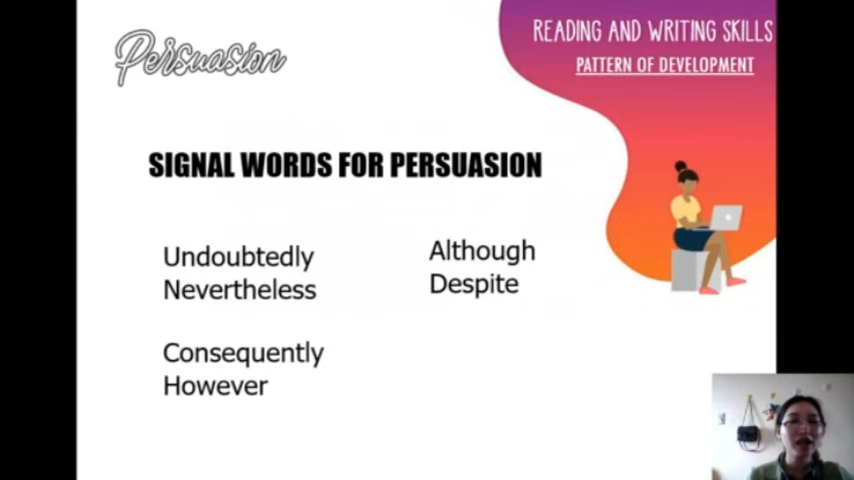 Persuasion
READING AND WRITING SKILLS
PATTERN OF DEVELOPMENT
SIGNAL WORDS FOR PERSUASION
Undoubtedly
Nevertheless
Consequently
However
Although
Despite